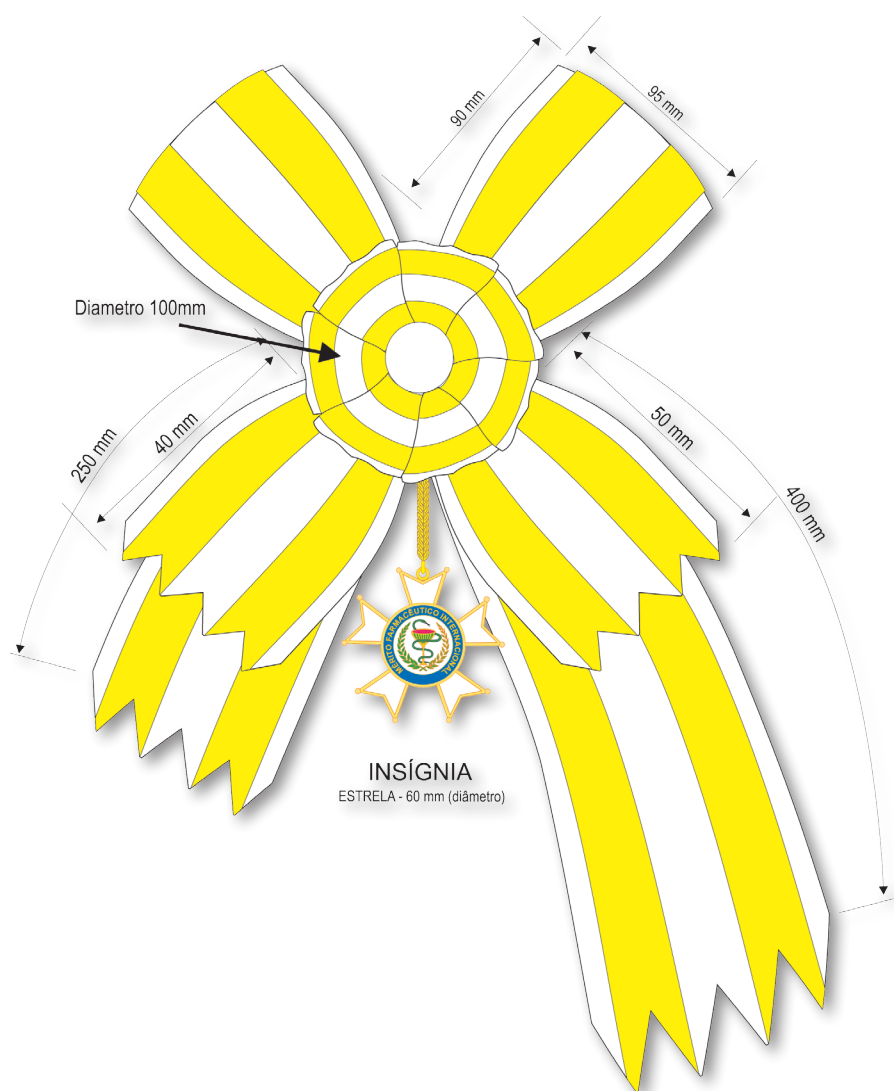 90 mm
95 mm
Diametro 100mm
250 mm
40 mm
50 mm
400 mm
MÉRITO FARMACÊUTICO INTERNACIONAL
INSÍGNIA
ESTRELA - 60 mm (diâmetro)